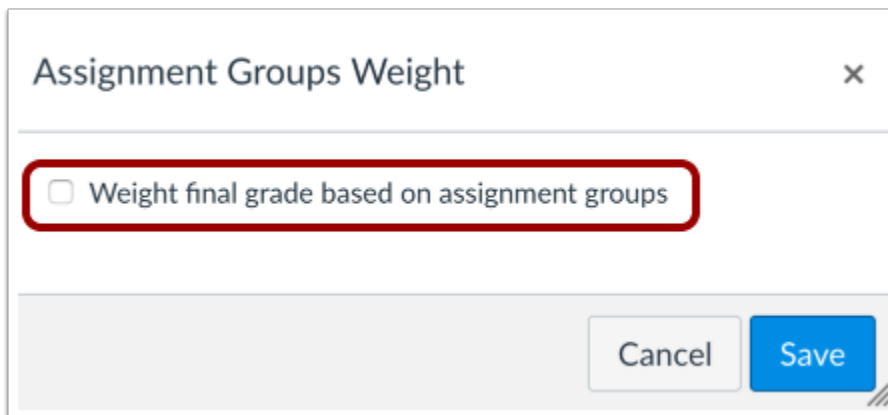 Assignment Groups Weight ×
Weight final grade based on assignment groups
Cancel Save